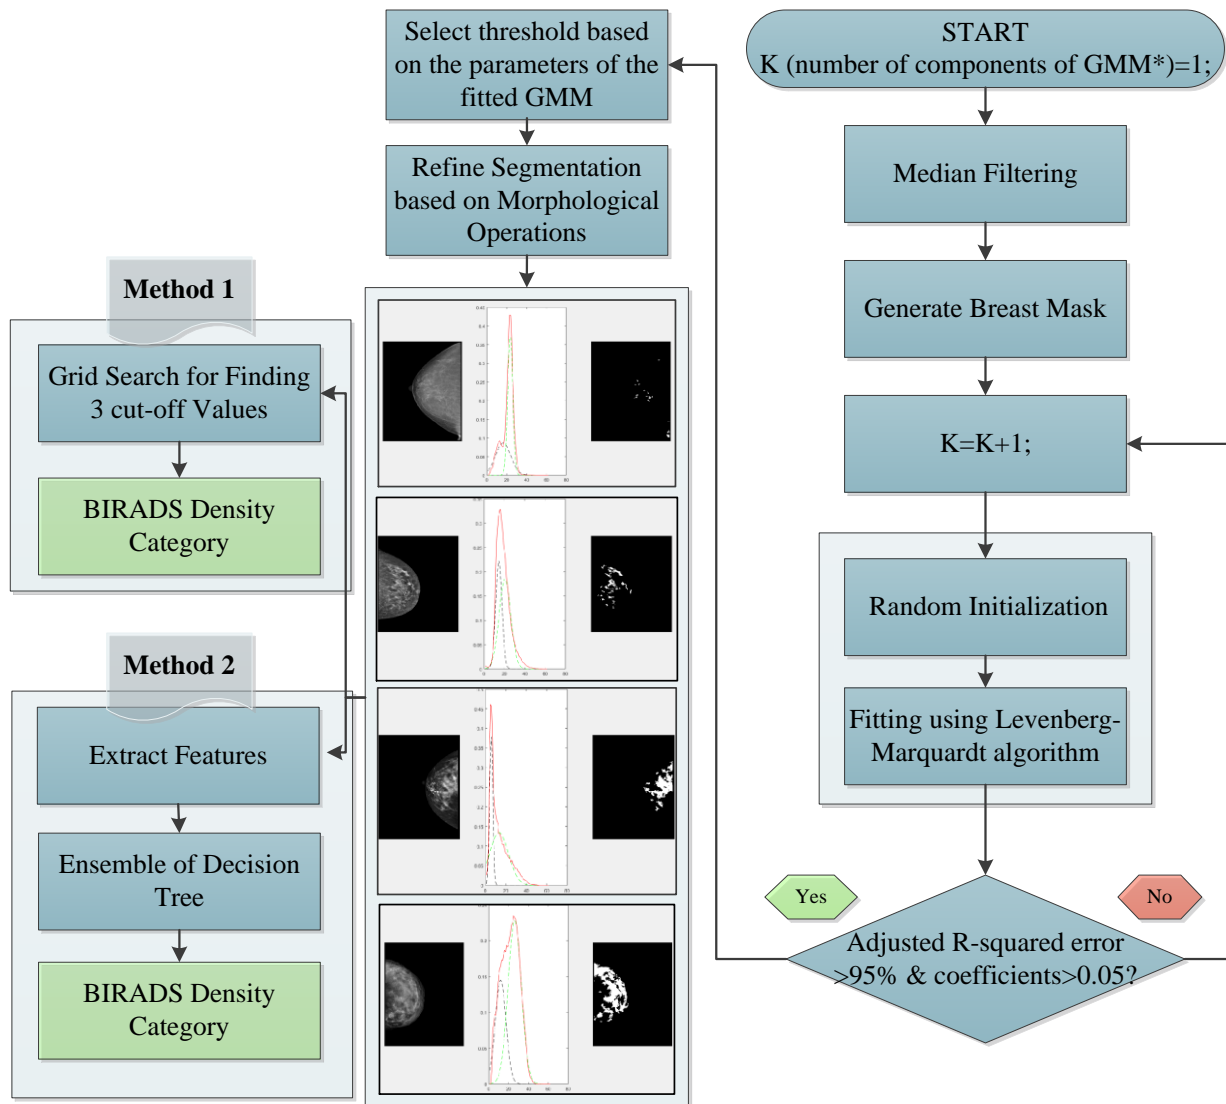 START
K (number of components of GMM*)=1;
Median Filtering
Generate Breast Mask
K=K+1;
Random Initialization
Fitting using Levenberg-
Marquardt algorithm
Adjusted R-squared error
>95% & coefficients>0.05?
Yes
No
Select threshold based
on the parameters of the
fitted GMM
Refine Segmentation
based on Morphological
Operations
Method 1
Grid Search for Finding
3 cut-off Values
BIRADS Density
Category
Method 2
Extract Features
Ensemble of Decision
Tree
BIRADS Density
Category